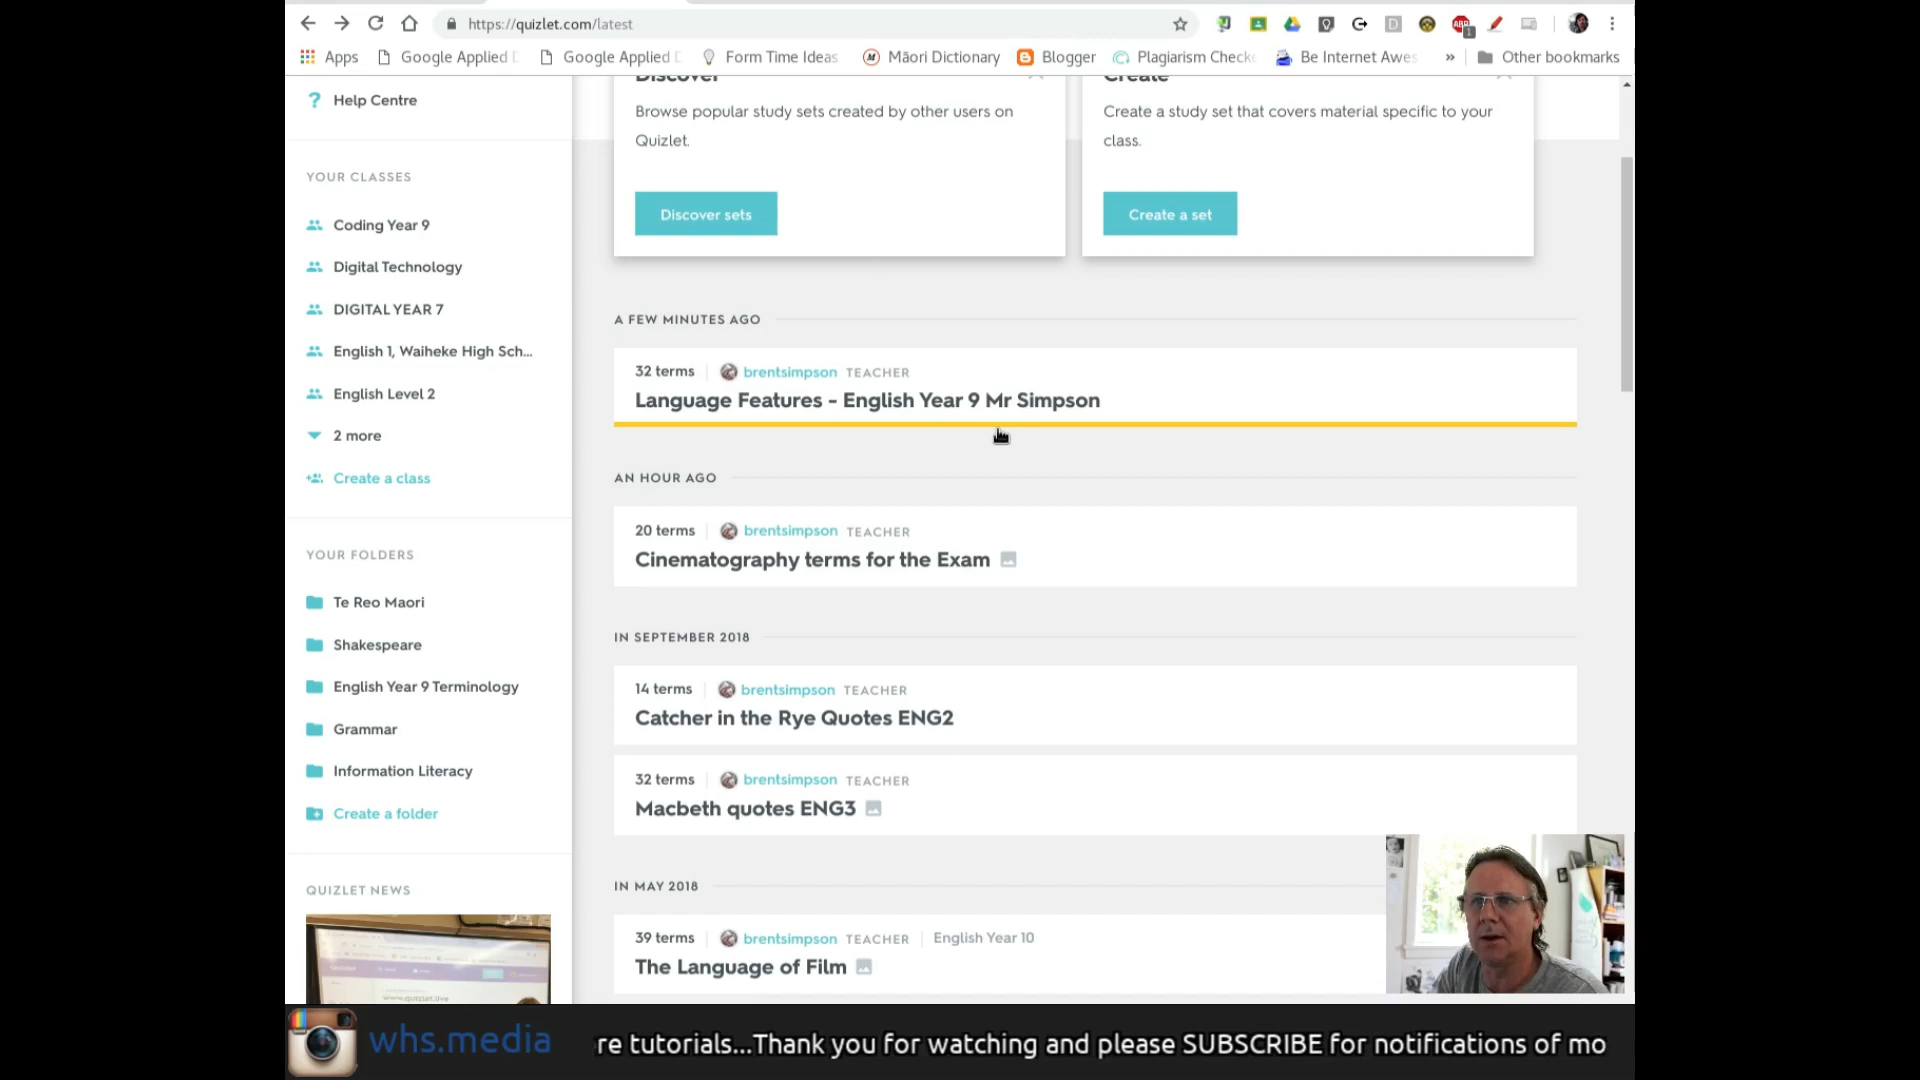 https://quizlet.com/latest
Apps
Google Applied D
Google Applied D
Form Time Ideas
Māori Dictionary
Blogger
Plagiarism Checke
Be Internet Awes
»
Other bookmarks
ABP
1
? Help Centre
YOUR CLASSES
Coding Year 9
Digital Technology
DIGITAL YEAR 7
English 1, Waiheke High Sch...
English Level 2
2 more
Create a class
YOUR FOLDERS
Te Reo Maori
Shakespeare
English Year 9 Terminology
Grammar
Information Literacy
Create a folder
QUIZLET NEWS
Discover
Browse popular study sets created by other users on
Quizlet.
Discover sets
Create
Create a study set that covers material specific to your
class.
Create a set
A FEW MINUTES AGO
32 terms brentsimpson TEACHER
Language Features - English Year 9 Mr Simpson
AN HOUR AGO
20 terms brentsimpson TEACHER
Cinematography terms for the Exam
IN SEPTEMBER 2018
14 terms brentsimpson TEACHER
Catcher in the Rye Quotes ENG2
32 terms brentsimpson TEACHER
Macbeth quotes ENG3
IN MAY 2018
39 terms brentsimpson TEACHER English Year 10
The Language of Film
www.quizlet.live
whs.media
re tutorials...Thank you for watching and please SUBSCRIBE for notifications of mo